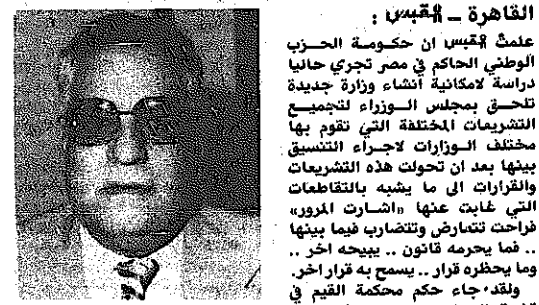 القاهرة – القبس :
علمت القبس ان حكومة الحزب
الوطني الحاكم في مصر تجري حاليا
دراسة لامكانية انشاء وزارة جديدة
تلحق بمجلس الوزراء لتجميع
التشريعات المختلفة التي تقوم بها
مختلف الوزارات لاجراء التنسيق
بينها بعد ان تحولت هذه التشريعات
والقرارات الى ما يشبه بالتقاطعات
التي غابت عنها «اشارت المرور»
فراحت تتعارض وتتضارب فيما بينها
.. فما يحرمه قانون .. يبيحه اخر ..
وما يحظره قرار .. يسمح به قرار اخر.
ولقد جاء حكم محكمة القيم في